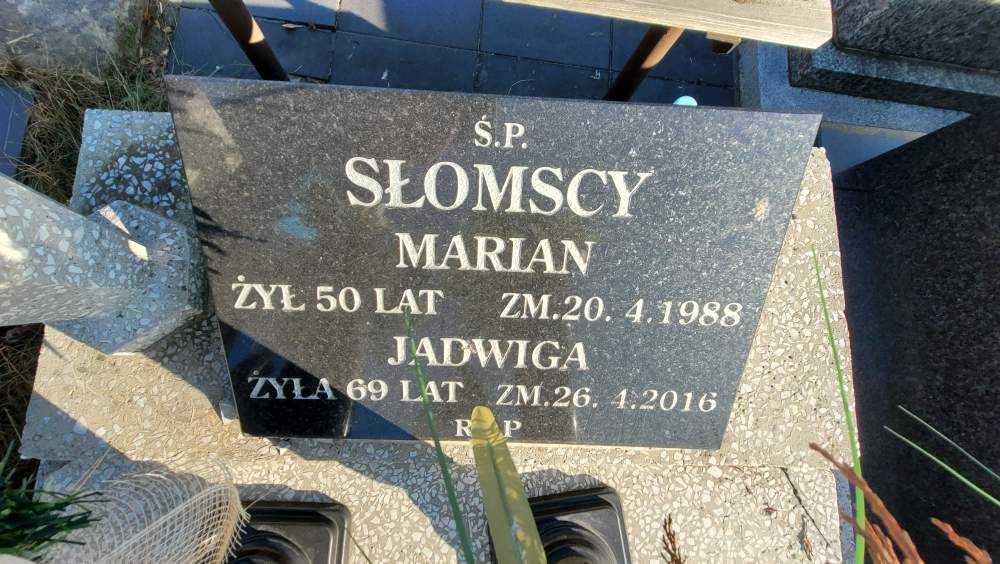 Ś.P.
SŁOMSCY
MARIAN
ŻYŁ 50 LAT ZM.20. 4.1988
JADWIGA
ŻYŁA 69 LAT ZM.26. 4.2016
R P